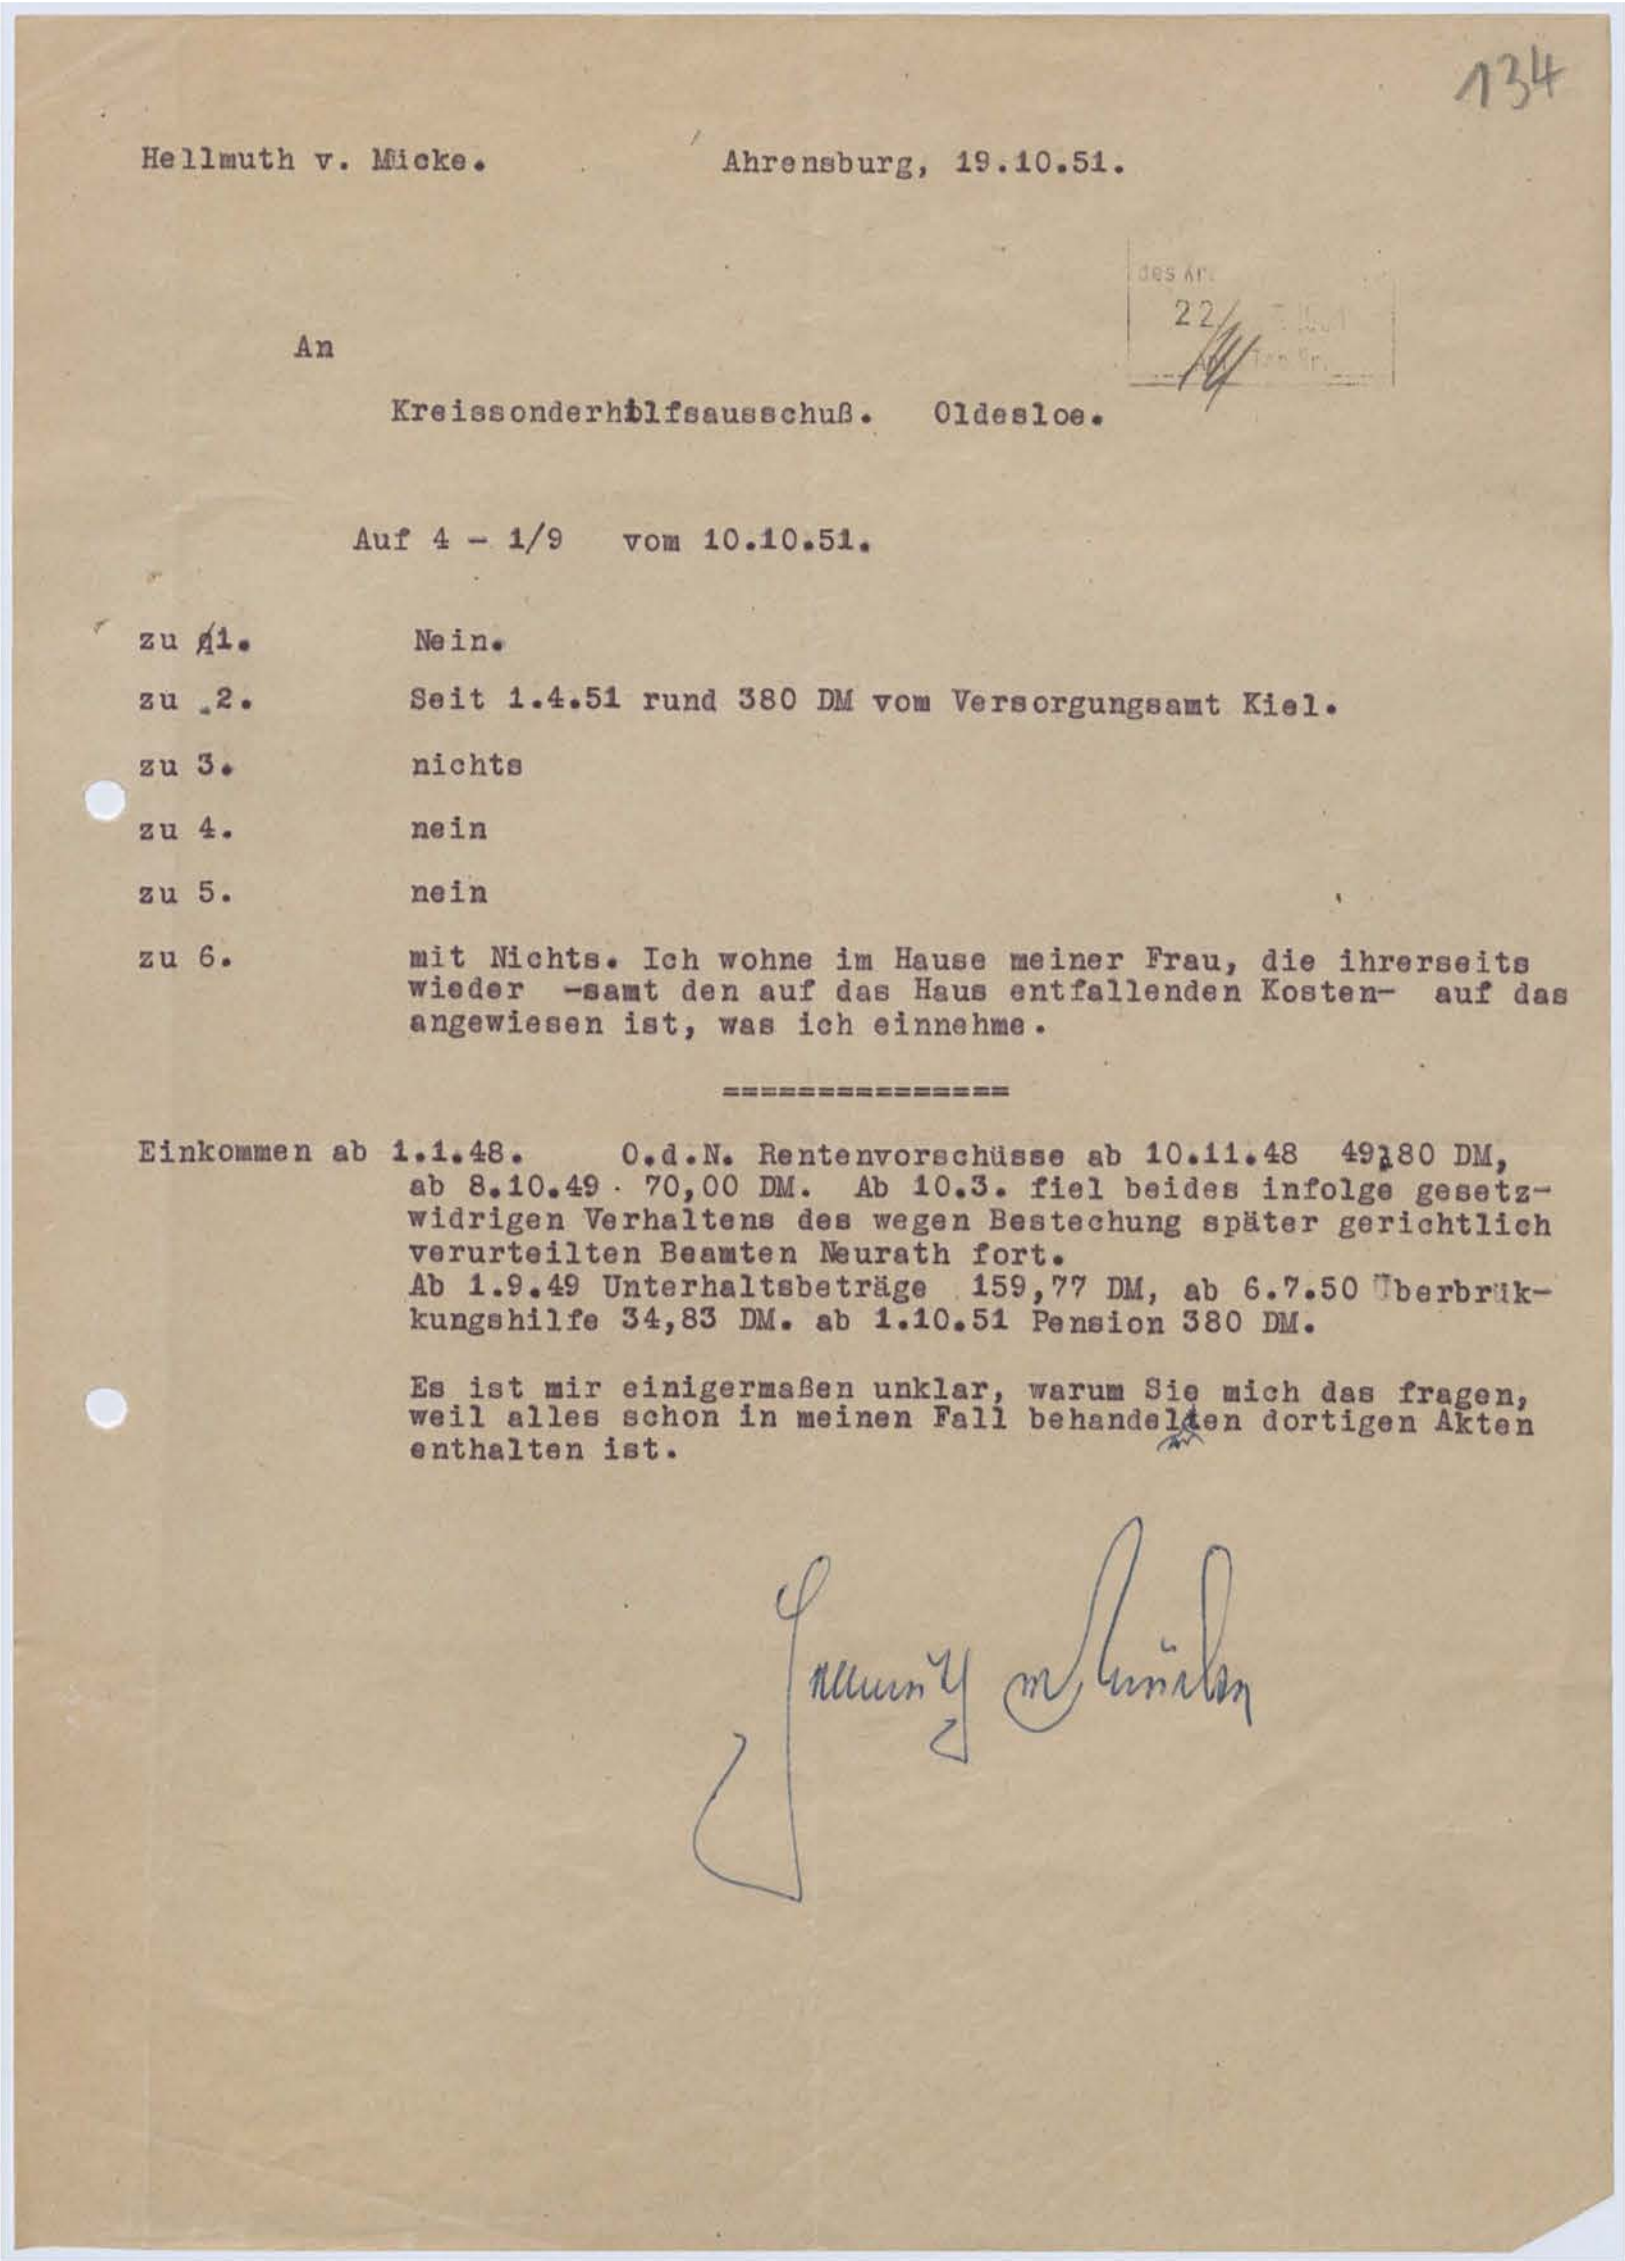 134
Hellmuth v. Mücke. Ahrensburg, 19.10.51.
des Kr.
22/
An
Kreissonderhilfsausschuß. Oldesloe.
Auf 4 - 1/9 vom 10.10.51.
zu 1. Nein.
zu 2. Seit 1.4.51 rund 380 DM vom Versorgungsamt Kiel.
zu 3. nichts
zu 4. nein
zu 5. nein
zu 6. mit Nichts. Ich wohne im Hause meiner Frau, die ihrerseits
wieder -samt den auf das Haus entfallenden Kosten- auf das
angewiesen ist, was ich einnehme.
===============
Einkommen ab 1.1.48. O.d.N. Rentenvorschüsse ab 10.11.48 49,80 DM,
ab 8.10.49 . 70,00 DM. Ab 10.3. fiel beides infolge gesetz-
widrigen Verhaltens des wegen Bestechung später gerichtlich
verurteilten Beamten Neurath fort.
Ab 1.9.49 Unterhaltsbeträge 159,77 DM, ab 6.7.50 Überbrük-
kungshilfe 34,83 DM. ab 1.10.51 Pension 380 DM.
Es ist mir einigermaßen unklar, warum Sie mich das fragen,
weil alles schon in meinen Fall behandelten dortigen Akten
enthalten ist.
Hellmuth v Mücke